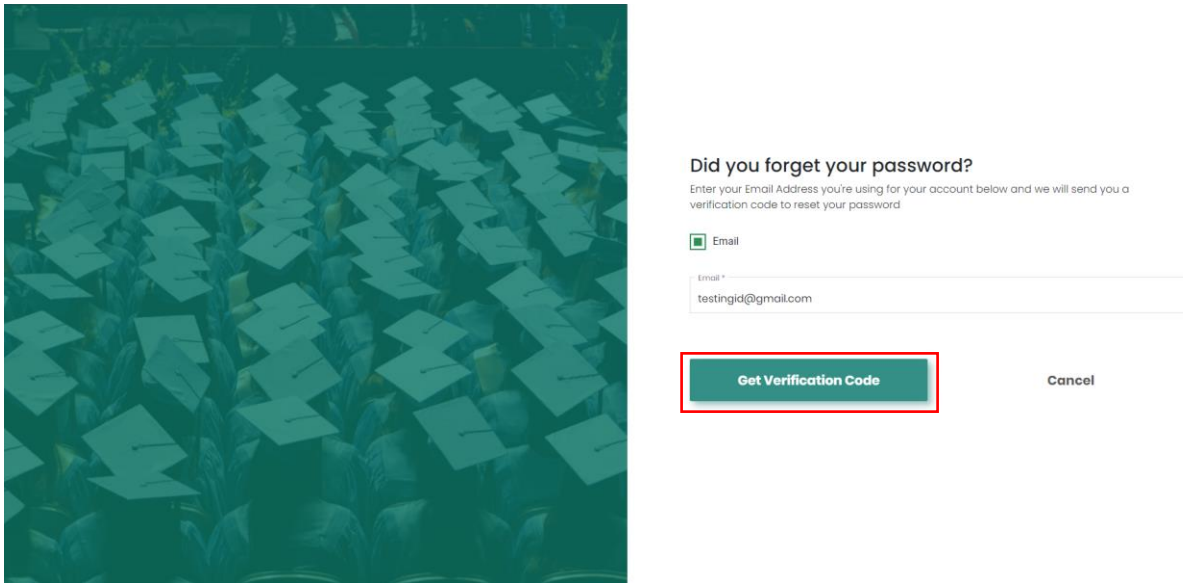 Did you forget your password?
Enter your Email Address you're using for your account below and we will send you a
verification code to reset your password
Email
Email *
testingid@gmail.com
Get Verification Code
Cancel